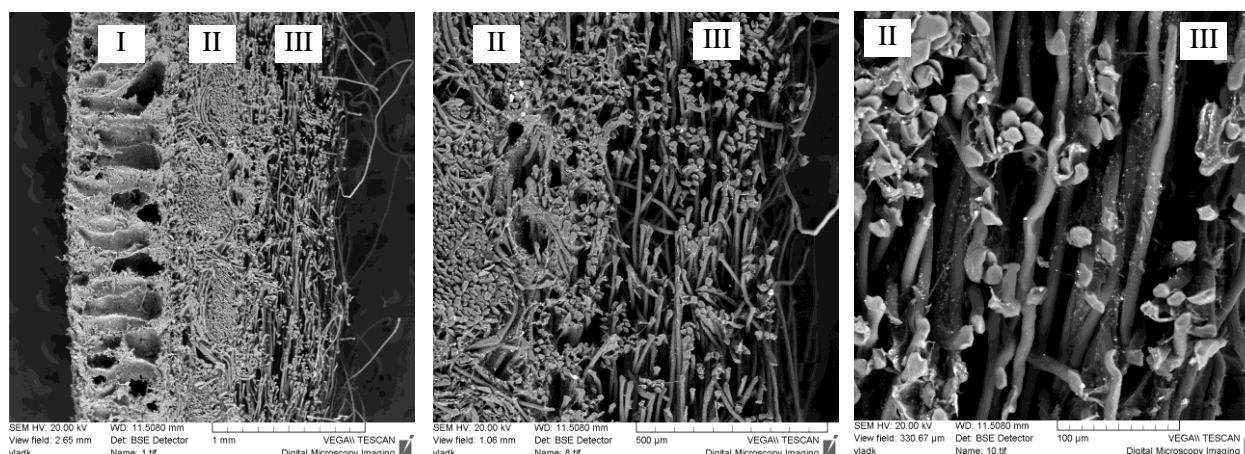 I II III
SEM HV: 20.00 kV WD: 11.5080 mm
View field: 2.65 mm Det: BSE Detector 1 mm VEGA\\ TESCAN
vladk Name: 1.tif Digital Microscopy Imaging
II III
SEM HV: 20.00 kV WD: 11.5080 mm
View field: 1.06 mm Det: BSE Detector 500 µm VEGA\\ TESCAN
vladk Name: 8.tif Digital Microscopy Imaging
II III
SEM HV: 20.00 kV WD: 11.5080 mm
View field: 330.67 µm Det: BSE Detector 100 µm VEGA\\ TESCAN
vladk Name: 10.tif Digital Microscopy Imaging